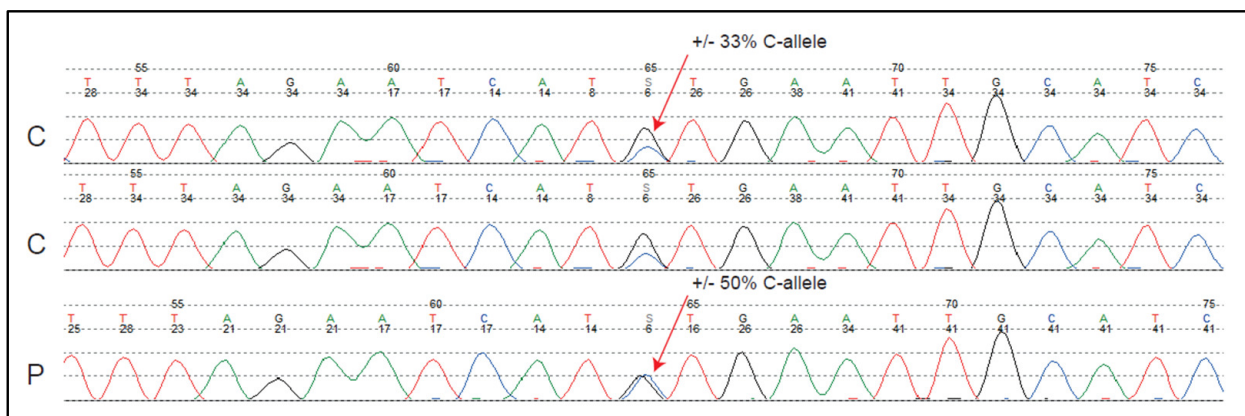 +/- 33% C-allele
55 60 65 70 75
T T T A G A A T C A T S T G A A T T G C A T C
28 34 34 34 34 34 17 17 14 14 8 6 26 26 38 41 41 34 34 34 34 34 34
C
55 60 65 70 75
T T T A G A A T C A T S T G A A T T G C A T C
28 34 34 34 34 34 17 17 14 14 8 6 26 26 34 41 41 34 34 34 34 34 34
C
+/- 50% C-allele
55 60 65 70 75
T T T A G A A T C A T S T G A A T T G C A T C
25 28 23 21 21 21 17 17 17 14 14 6 16 26 26 34 41 41 41 41 41 41 41
P